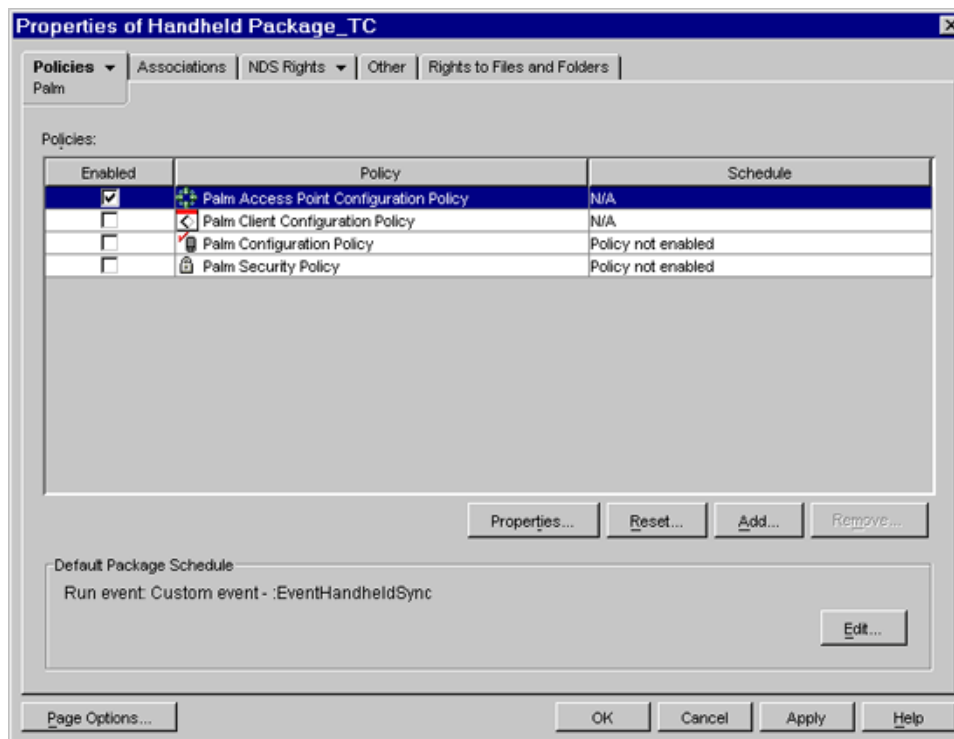 Properties of Handheld Package_TC
Policies Associations NDS Rights Other Rights to Files and Folders
Palm
Policies:
Enabled Policy Schedule
Palm Access Point Configuration Policy N/A
Palm Client Configuration Policy N/A
Palm Configuration Policy Policy not enabled
Palm Security Policy Policy not enabled
Properties... Reset... Add... Remove...
Default Package Schedule
Run event: Custom event - :EventHandheldSync
Edit...
Page Options... OK Cancel Apply Help